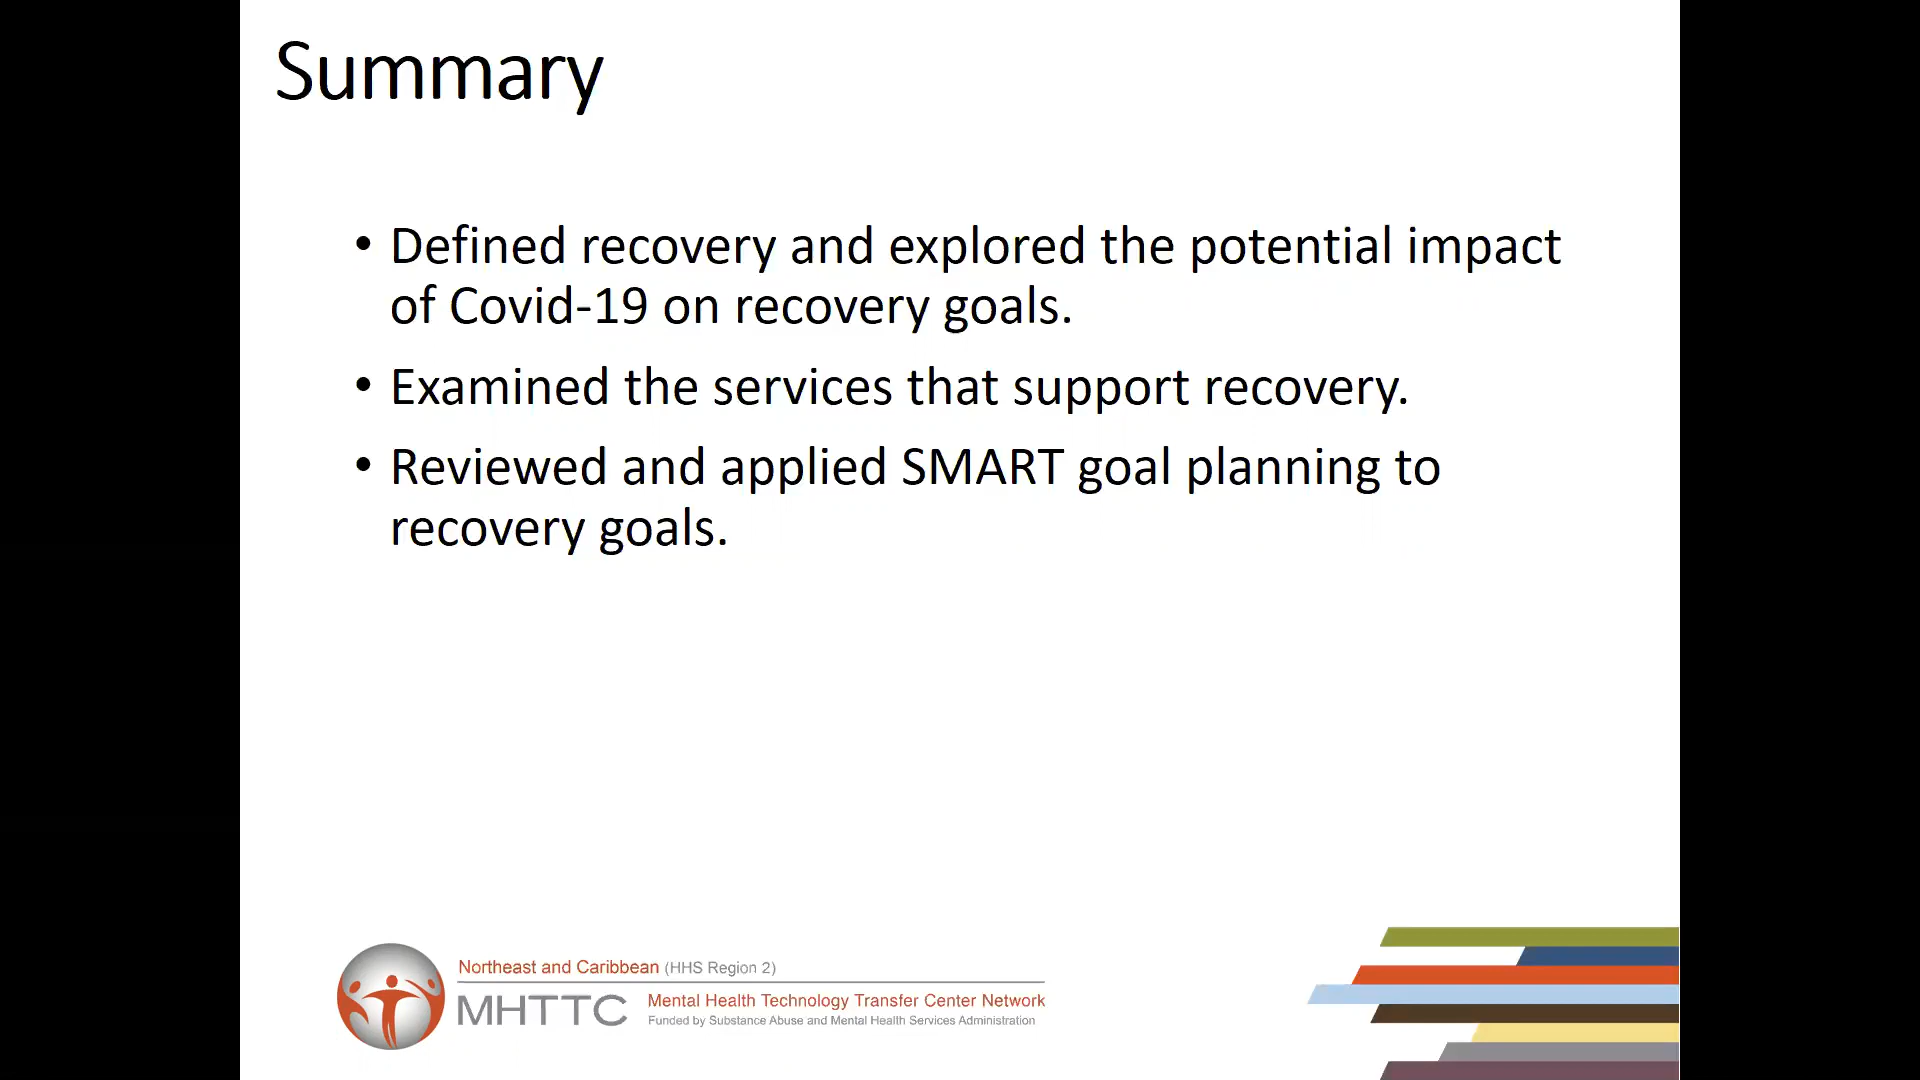 Summary
• Defined recovery and explored the potential impact
of Covid-19 on recovery goals.
• Examined the services that support recovery.
• Reviewed and applied SMART goal planning to
recovery goals.
Northeast and Caribbean (HHS Region 2)
MHTTC
Mental Health Technology Transfer Center Network
Funded by Substance Abuse and Mental Health Services Administration